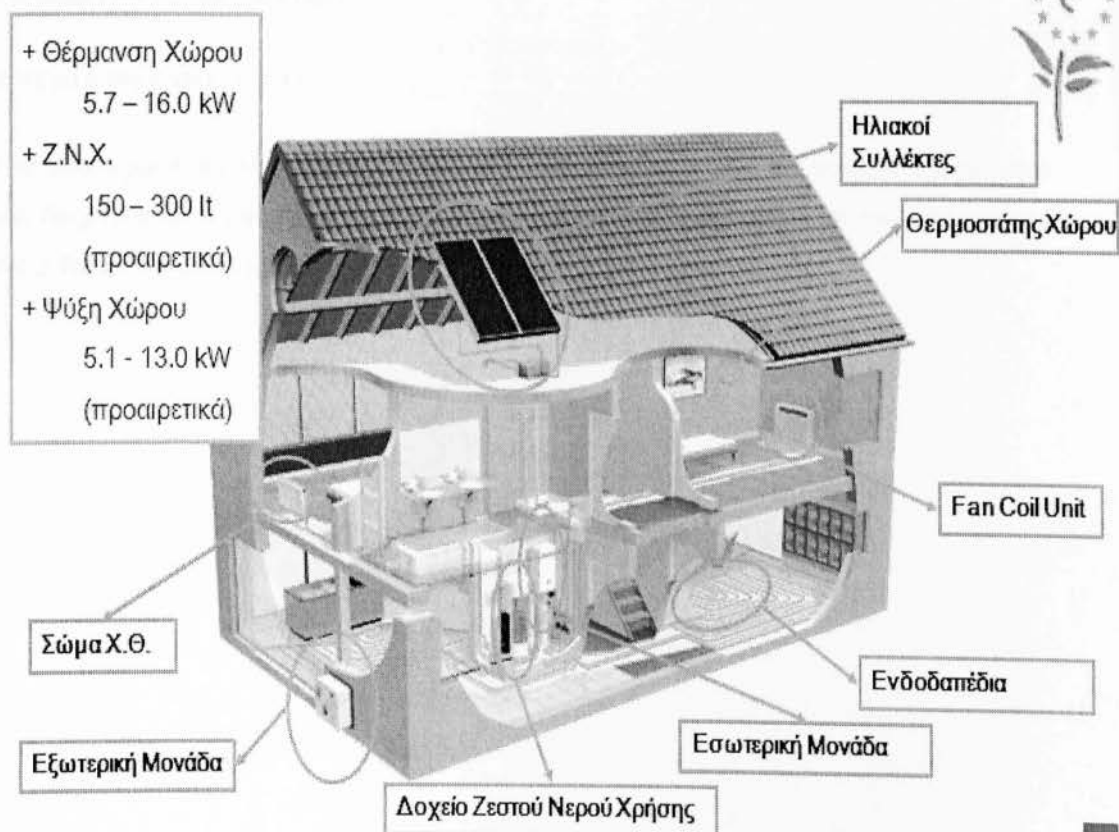 + Θέρμανση Χώρου
5.7 – 16.0 kW
+ Ζ.Ν.Χ.
150 – 300 lt
(προαιρετικά)
+ Ψύξη Χώρου
5.1 - 13.0 kW
(προαιρετικά)
Ηλιακοί
Συλλέκτες
Θερμοστάτης Χώρου
Fan Coil Unit
Σώμα Χ.Θ.
Ενδοδαπέδια
Εσωτερική Μονάδα
Εξωτερική Μονάδα
Δοχείο Ζεστού Νερού Χρήσης